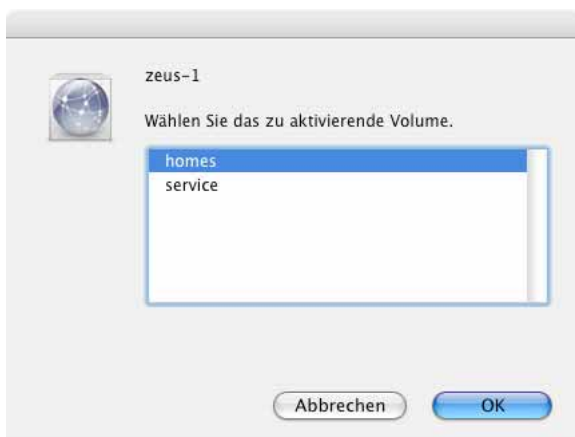 zeus-1
Wählen Sie das zu aktivierende Volume.
homes
service
Abbrechen
OK